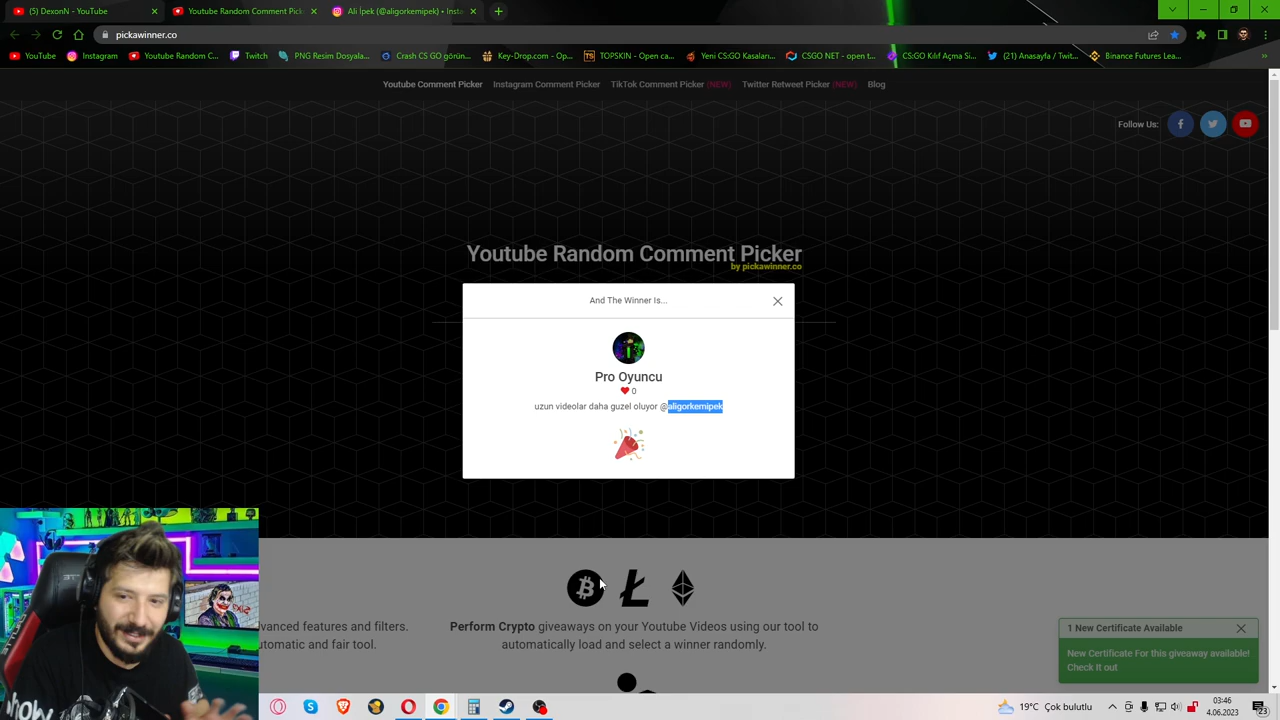 (5) DexonN - YouTube
Youtube Random Comment Picker
Ali İpek (@aligorkemipek) • Insta
pickawinner.co
YouTube
Instagram
Youtube Random C...
Twitch
PNG Resim Dosyala...
Crash CS GO görün...
Key-Drop.com - Op...
TOPSKIN - Open ca...
Yeni CS:GO Kasaları...
CSGO NET - open t...
CS:GO Kılıf Açma Si...
(21) Anasayfa / Twit...
Binance Futures Lea...
Youtube Comment Picker
Instagram Comment Picker
TikTok Comment Picker (NEW)
Twitter Retweet Picker (NEW)
Blog
Follow Us:
Youtube Random Comment Picker
by pickawinner.co
And The Winner Is...
Pro Oyuncu
0
uzun videolar daha guzel oluyor @aligorkemipek
vanced features and filters.
utomatic and fair tool.
Perform Crypto giveaways on your Youtube Videos using our tool to
automatically load and select a winner randomly.
1 New Certificate Available
New Certificate For this giveaway available!
Check It out
19°C Çok bulutlu
03:46
4.06.2023
23